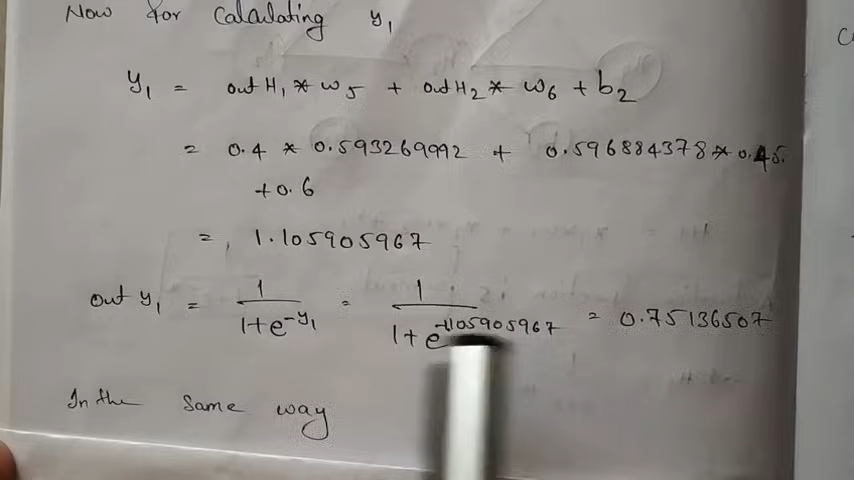 Now for Calculating y₁
y₁ = out H₁ * w₅ + out H₂ * w₆ + b₂
= 0.4 * 0.593269992 + 0.596884378 * 0.45
+ 0.6
= 1.105905967
out y₁ = 1/(1+e^-y₁) = 1/(1+e^-1.105905967) = 0.75136507
In the same way